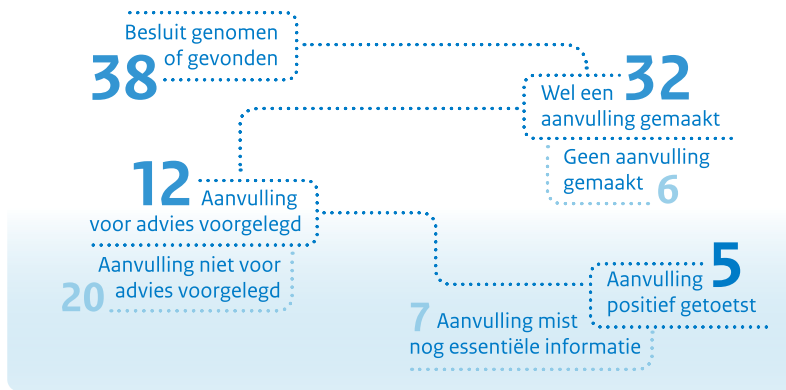 Besluit genomen
of gevonden
38
Wel een 32
aanvulling gemaakt
Geen aanvulling
gemaakt 6
12 Aanvulling
voor advies voorgelegd
Aanvulling niet voor
20 advies voorgelegd
Aanvulling 5
positief getoetst
7 Aanvulling mist
nog essentiële informatie